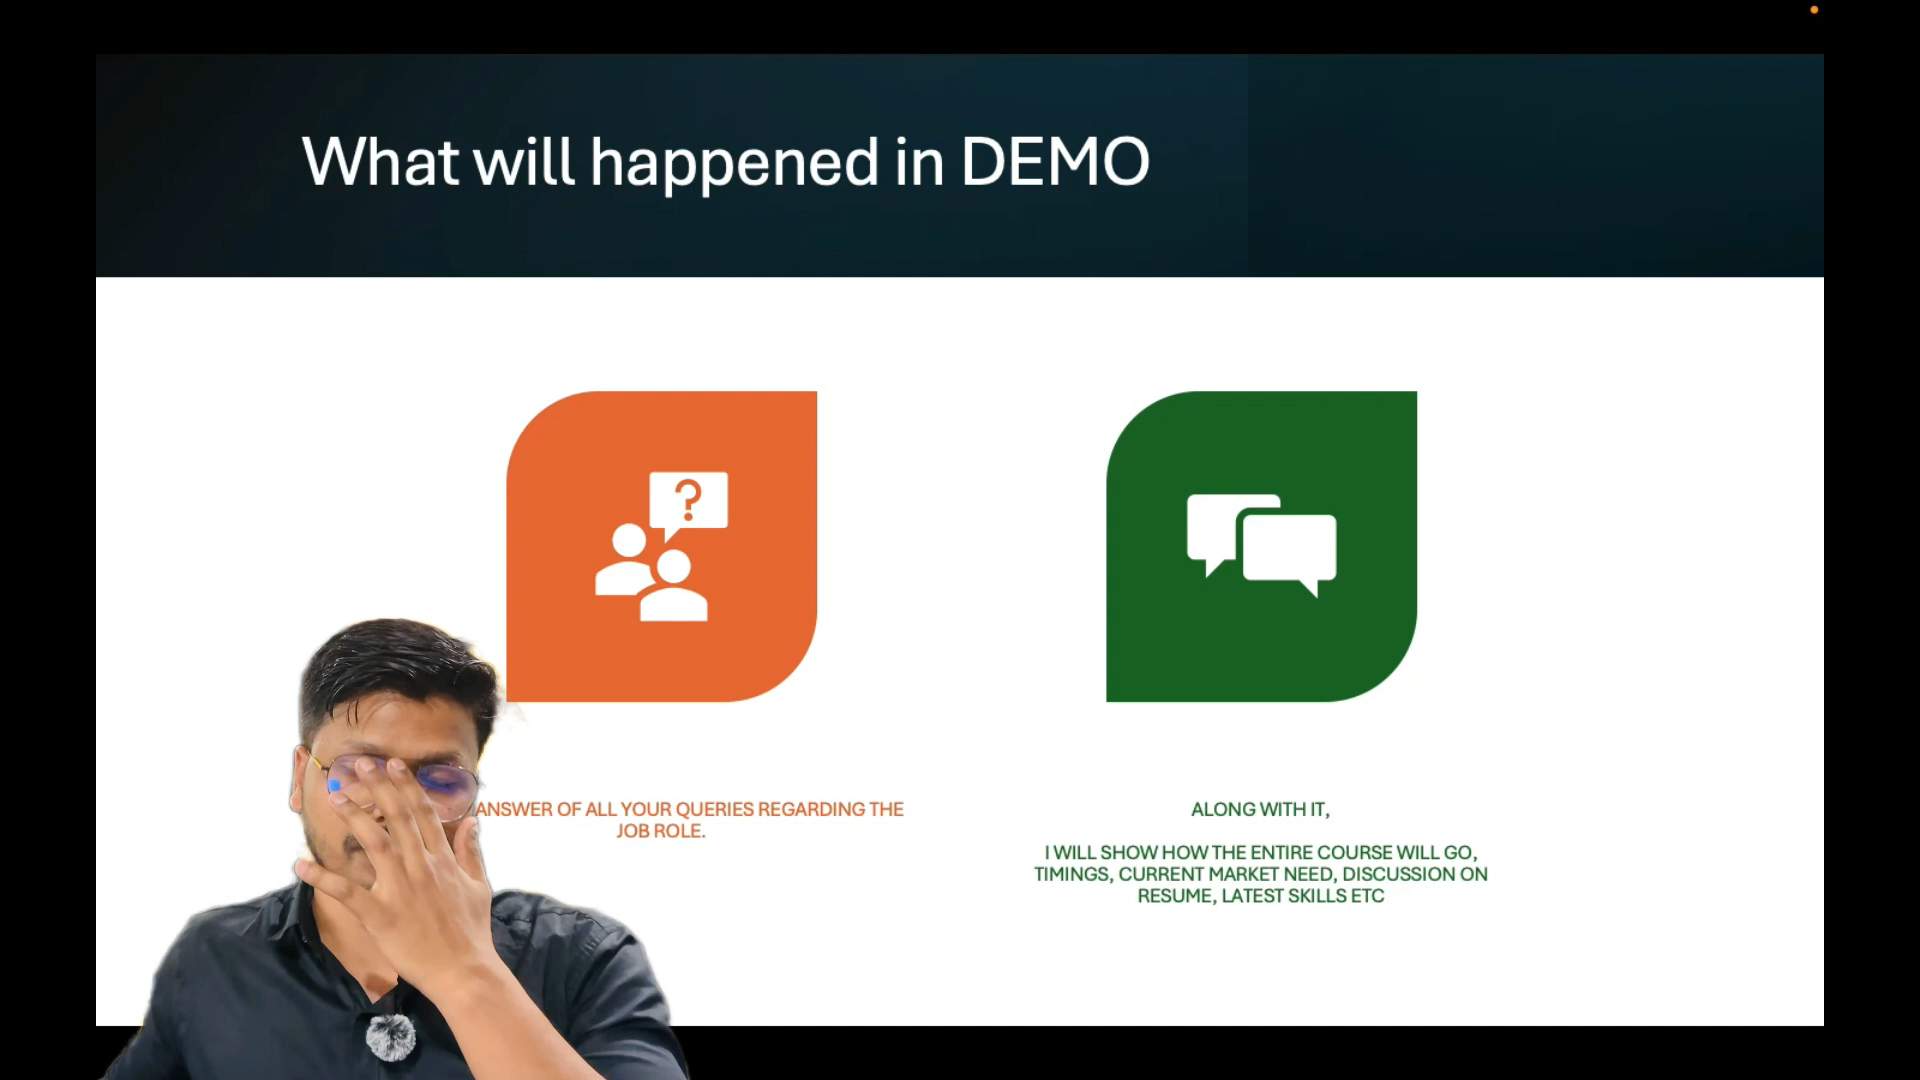 What will happened in DEMO
?
ANSWER OF ALL YOUR QUERIES REGARDING THE
JOB ROLE.
ALONG WITH IT,
I WILL SHOW HOW THE ENTIRE COURSE WILL GO,
TIMINGS, CURRENT MARKET NEED, DISCUSSION ON
RESUME, LATEST SKILLS ETC